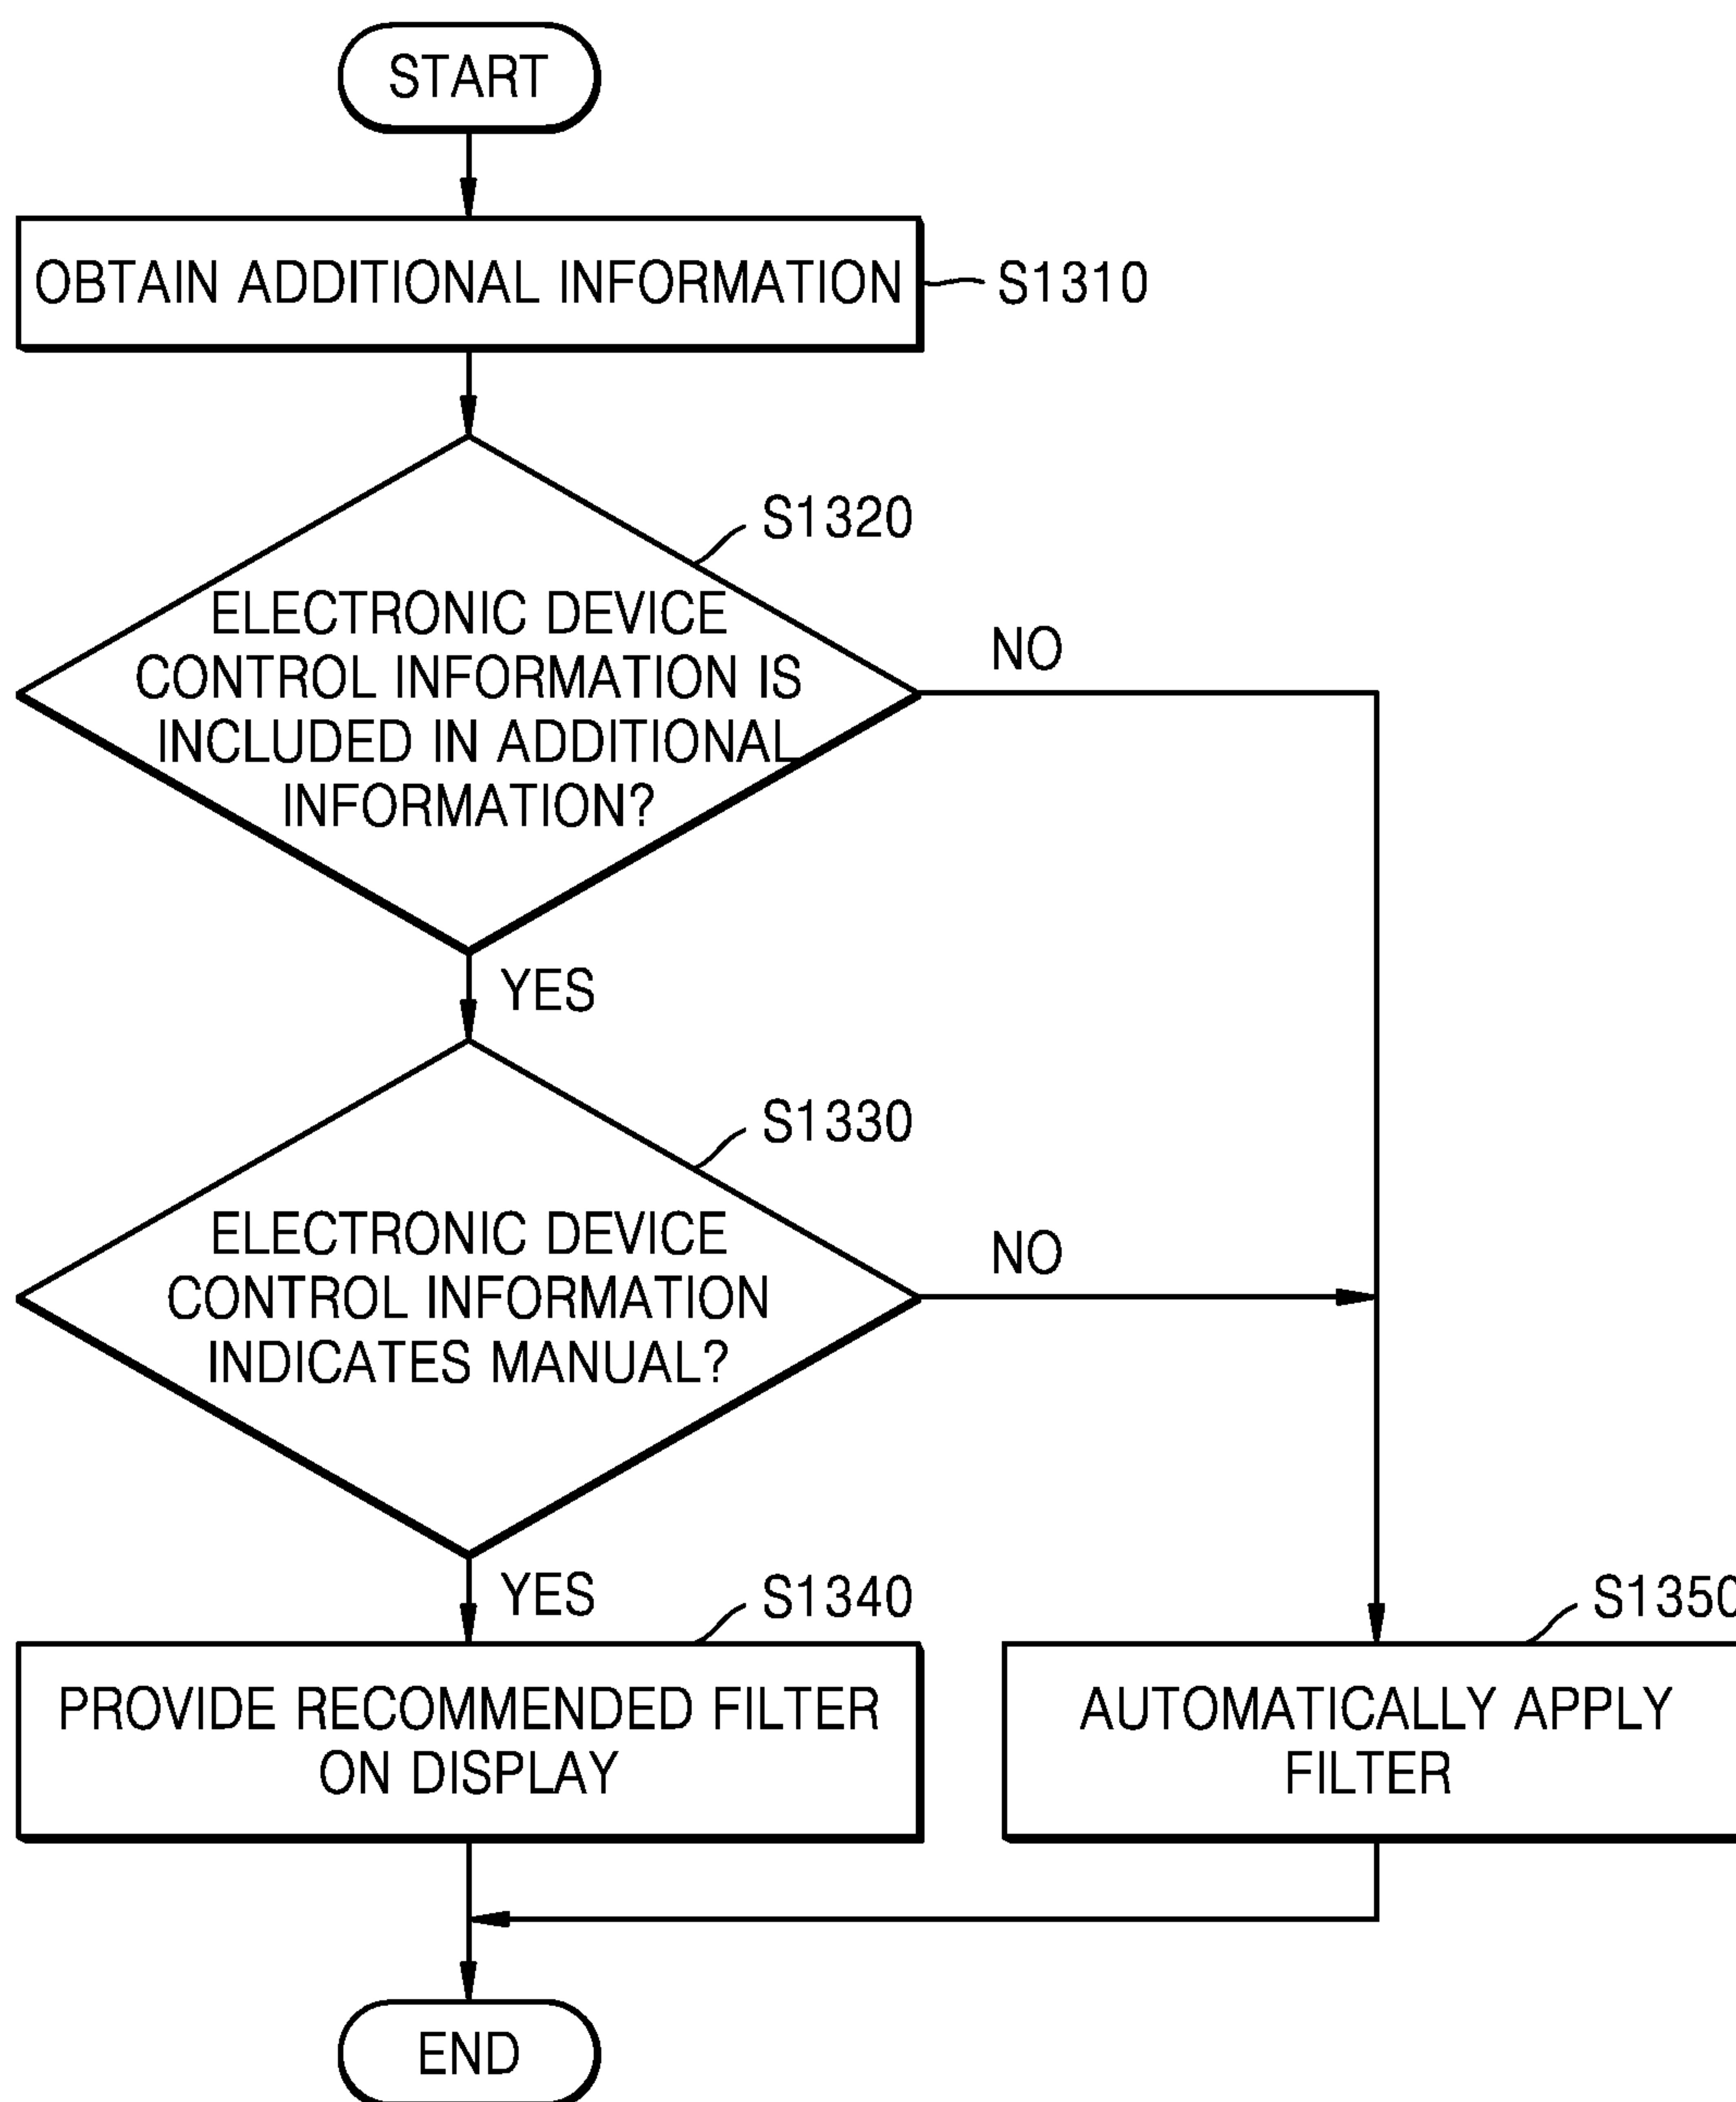 START
OBTAIN ADDITIONAL INFORMATION
S1310
S1320
ELECTRONIC DEVICE
CONTROL INFORMATION IS
INCLUDED IN ADDITIONAL
INFORMATION?
NO
YES
S1330
ELECTRONIC DEVICE
CONTROL INFORMATION
INDICATES MANUAL?
NO
YES
S1340
PROVIDE RECOMMENDED FILTER
ON DISPLAY
S1350
AUTOMATICALLY APPLY
FILTER
END